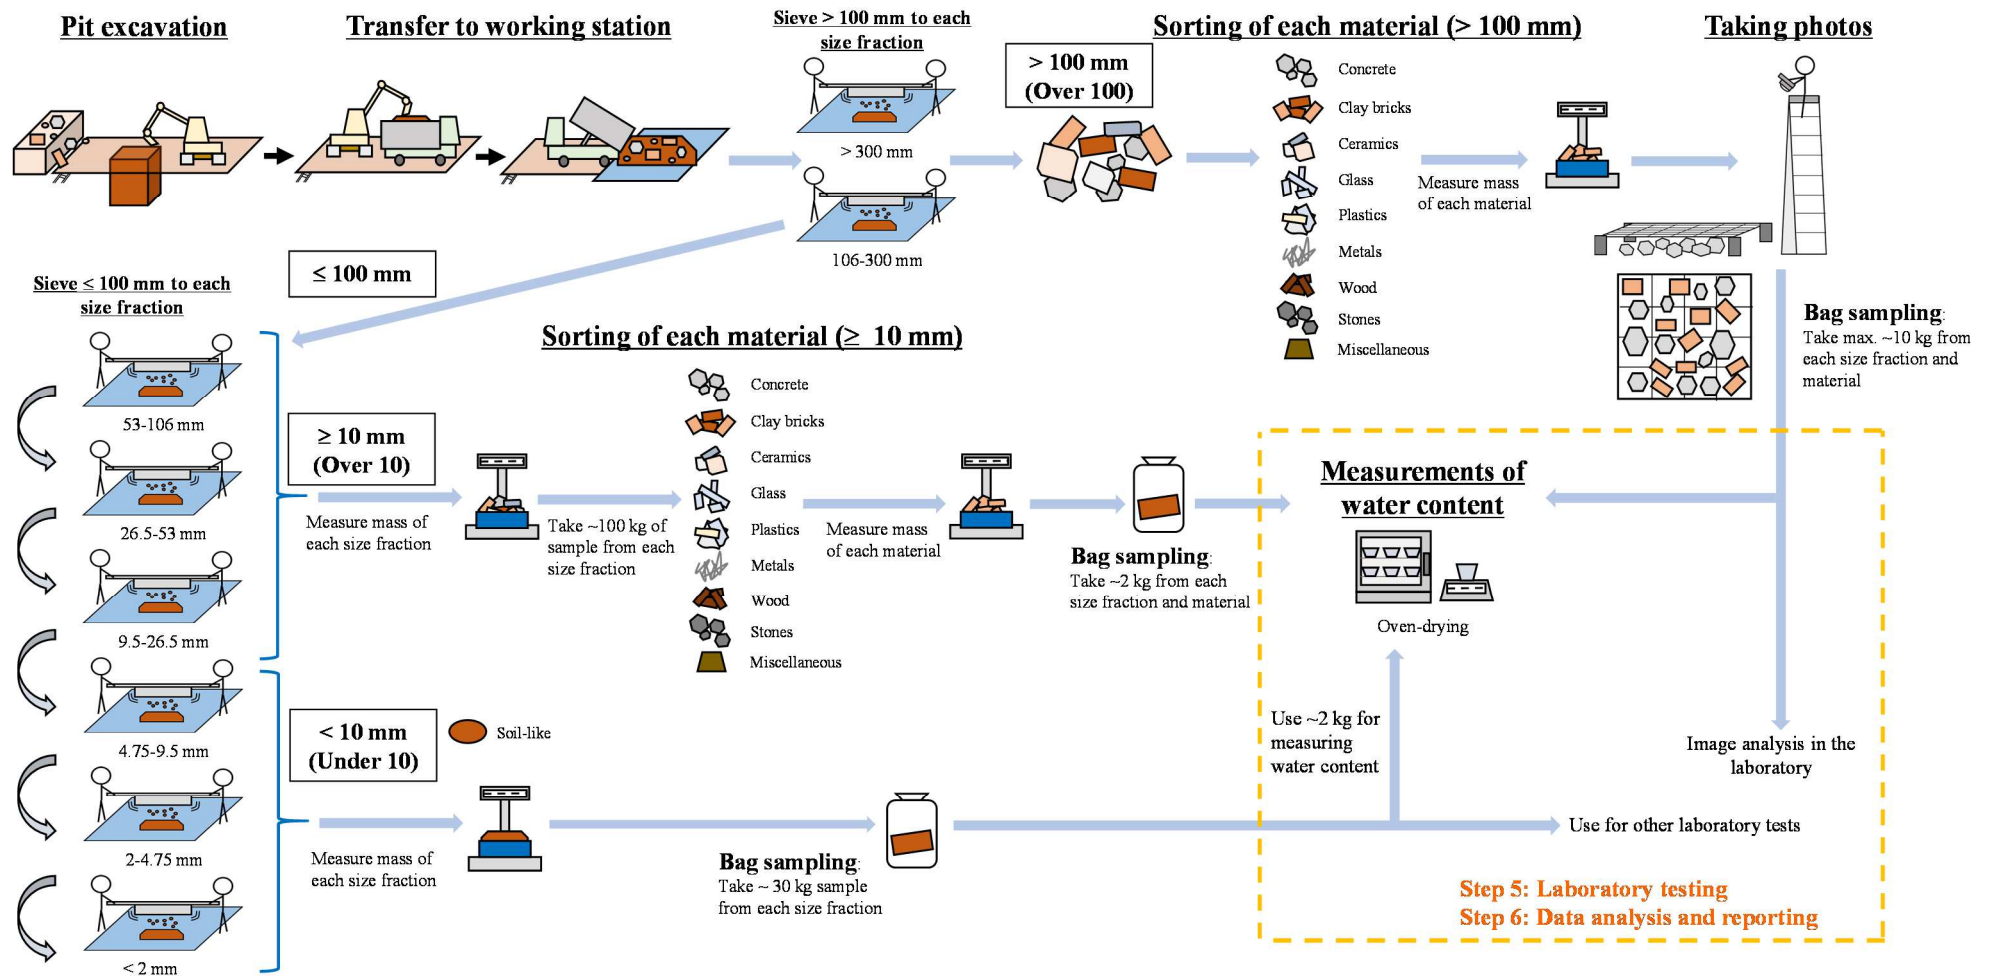 Pit excavation
Transfer to working station
Sieve > 100 mm to each
size fraction
> 300 mm
106-300 mm
> 100 mm
(Over 100)
Sorting of each material (> 100 mm)
Concrete
Clay bricks
Ceramics
Glass
Plastics
Metals
Wood
Stones
Miscellaneous
Measure mass
of each material
Taking photos
Bag sampling:
Take max. ~10 kg from
each size fraction and
material
≤ 100 mm
Sieve ≤ 100 mm to each
size fraction
53-106 mm
26.5-53 mm
9.5-26.5 mm
4.75-9.5 mm
2-4.75 mm
< 2 mm
≥ 10 mm
(Over 10)
Measure mass of
each size fraction
Take ~100 kg of
sample from each
size fraction
Sorting of each material (≥ 10 mm)
Concrete
Clay bricks
Ceramics
Glass
Plastics
Metals
Wood
Stones
Miscellaneous
Measure mass
of each material
Bag sampling:
Take ~2 kg from each
size fraction and material
Measurements of
water content
Oven-drying
< 10 mm
(Under 10)
Soil-like
Measure mass of
each size fraction
Bag sampling:
Take ~ 30 kg sample
from each size fraction
Use ~2 kg for
measuring
water content
Image analysis in the
laboratory
Use for other laboratory tests
Step 5: Laboratory testing
Step 6: Data analysis and reporting